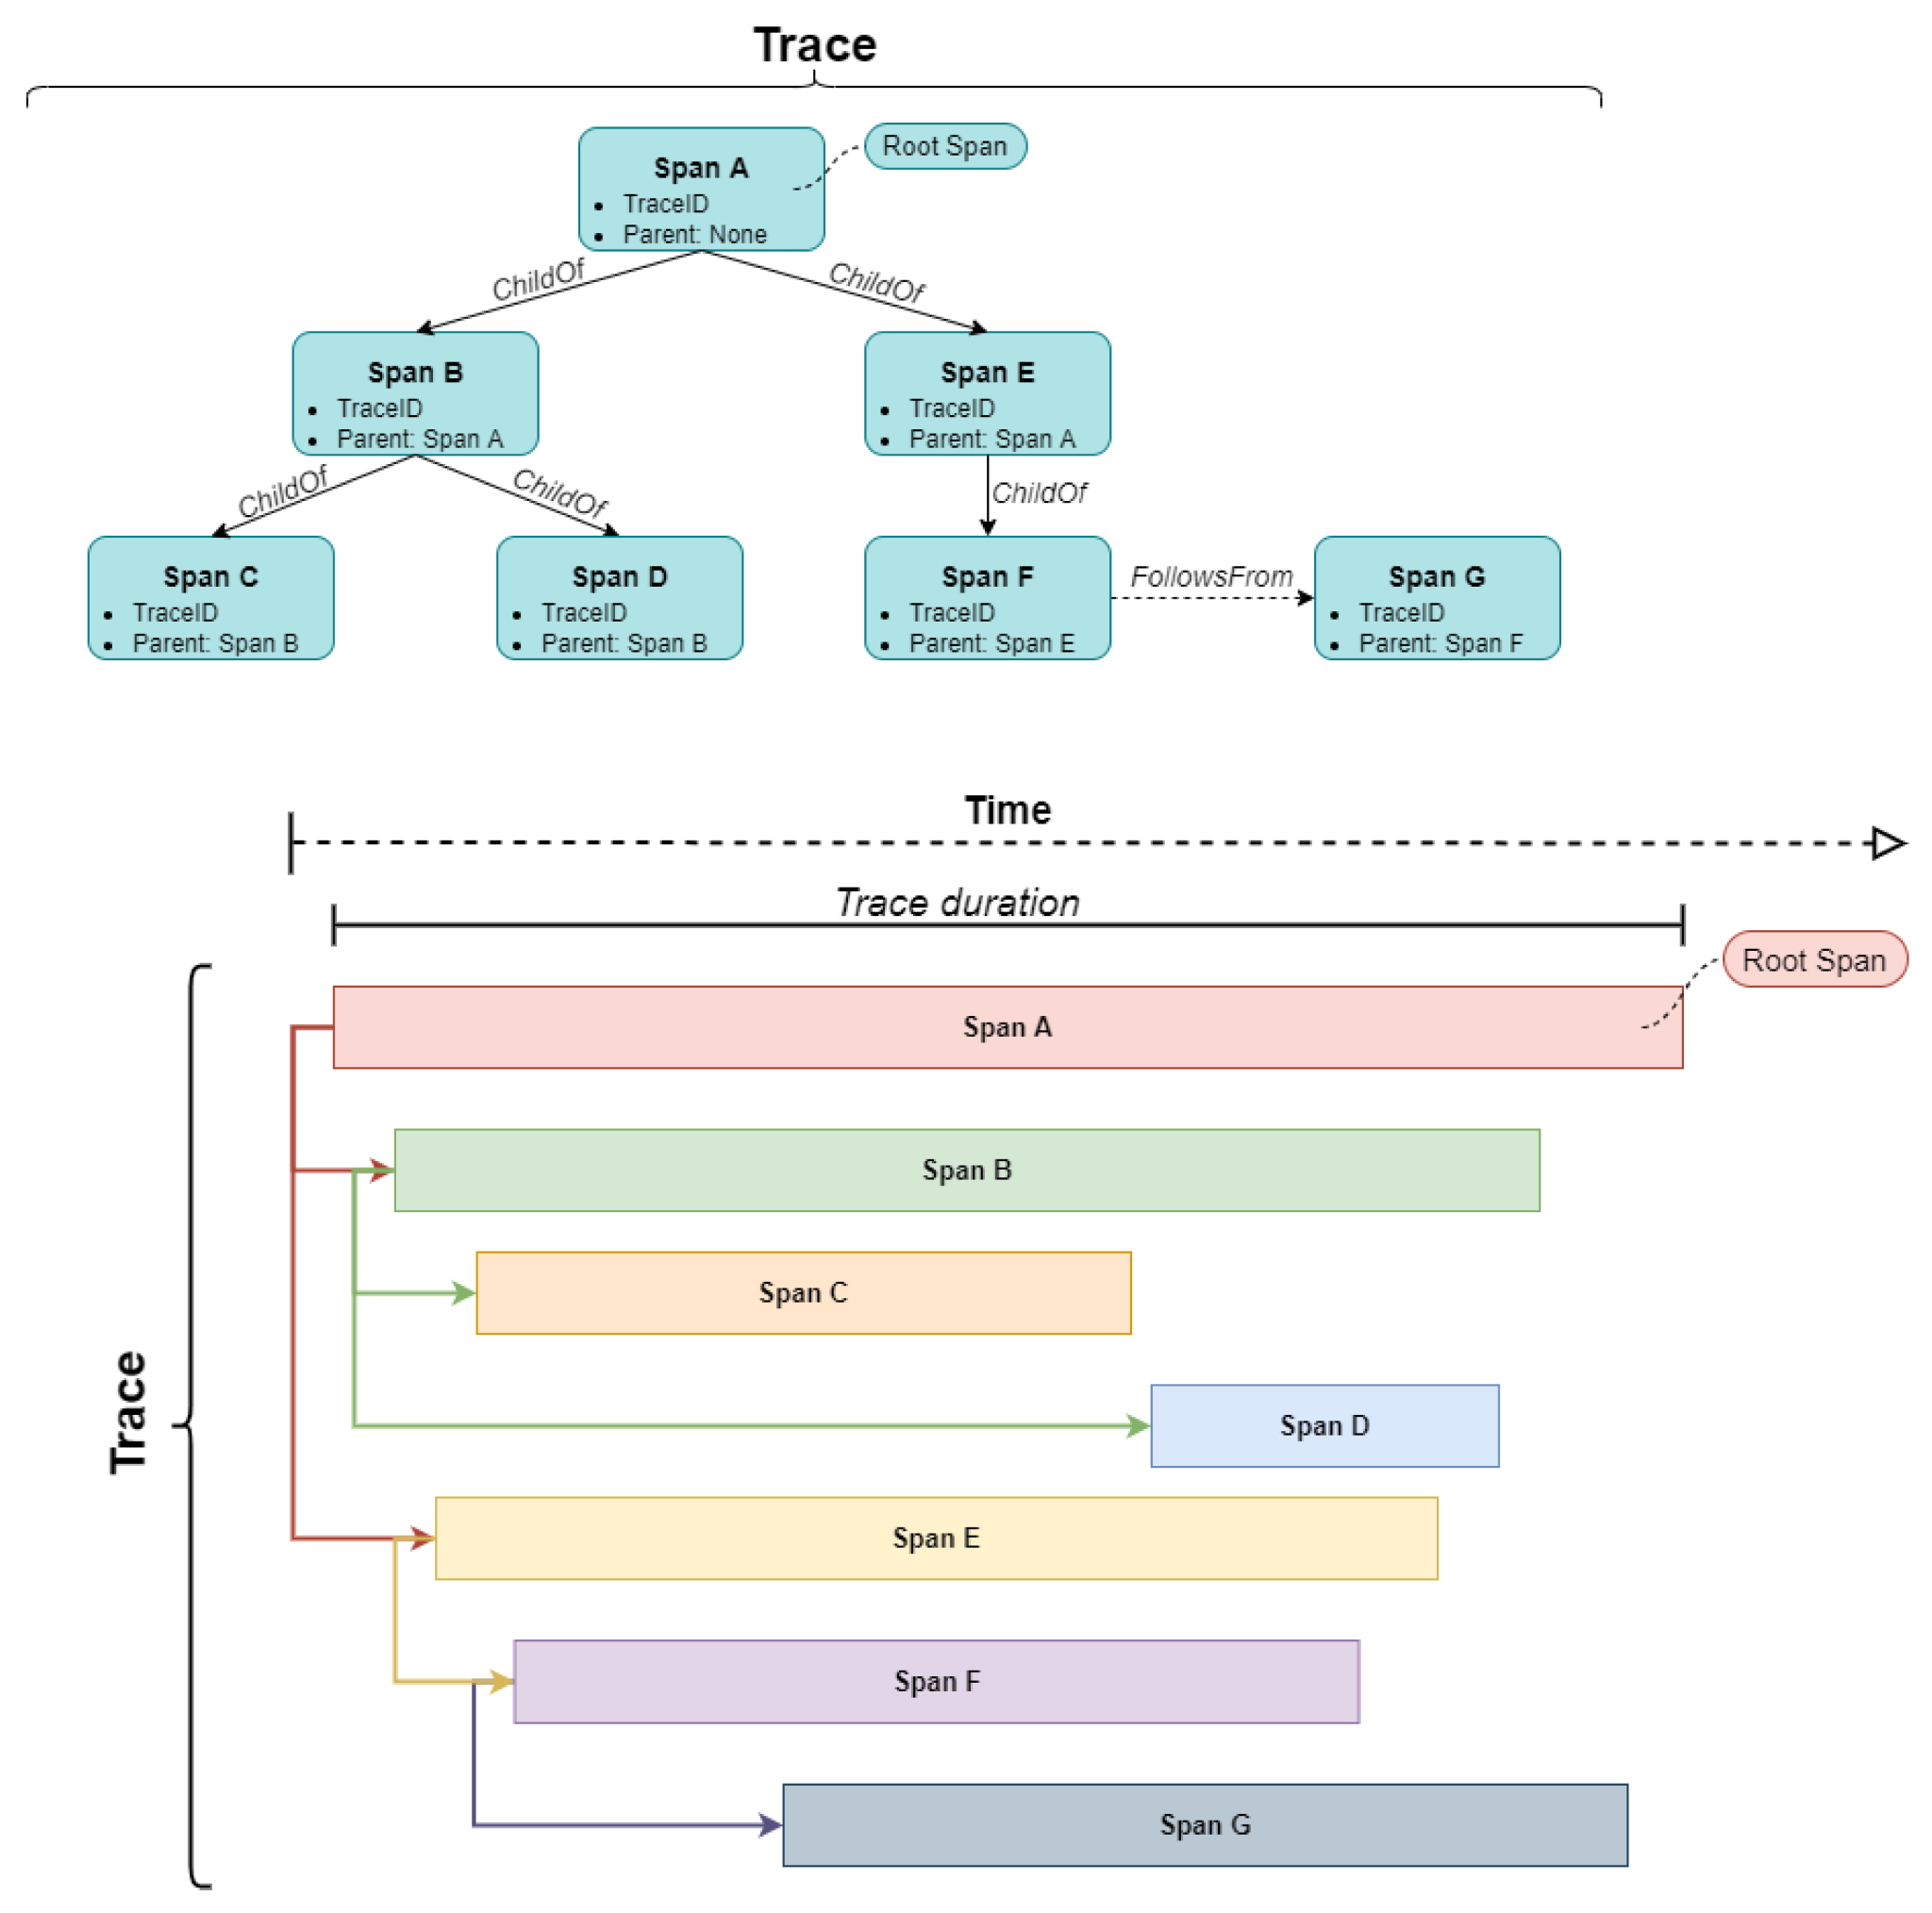 Trace
Root Span
Span A
• TraceID
• Parent: None
ChildOf
ChildOf
Span B
• TraceID
• Parent: Span A
Span E
• TraceID
• Parent: Span A
ChildOf
ChildOf
ChildOf
Span C
• TraceID
• Parent: Span B
Span D
• TraceID
• Parent: Span B
Span F
• TraceID
• Parent: Span E
FollowsFrom
Span G
• TraceID
• Parent: Span F
Time
Trace duration
Root Span
Trace
Span A
Span B
Span C
Span D
Span E
Span F
Span G